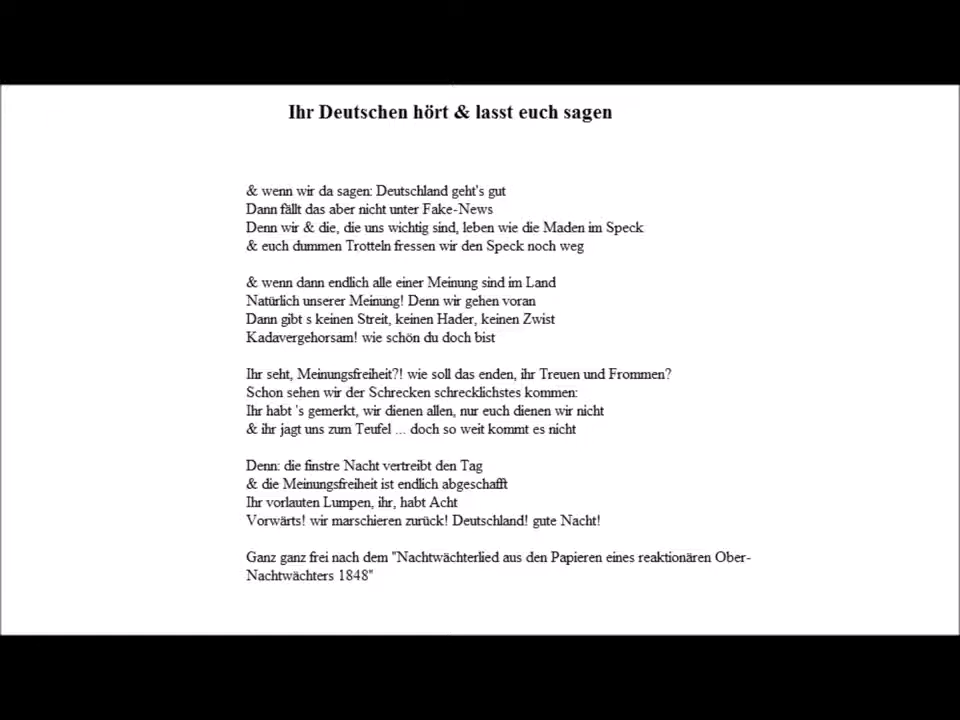 Ihr Deutschen hört & lasst euch sagen
& wenn wir da sagen: Deutschland geht's gut
Dann fällt das aber nicht unter Fake-News
Denn wir & die, die uns wichtig sind, leben wie die Maden im Speck
& euch dummen Trotteln fressen wir den Speck noch weg
& wenn dann endlich alle einer Meinung sind im Land
Natürlich unserer Meinung! Denn wir gehen voran
Dann gibt s keinen Streit, keinen Hader, keinen Zwist
Kadavergehorsam! wie schön du doch bist
Ihr seht, Meinungsfreiheit?! wie soll das enden, ihr Treuen und Frommen?
Schon sehen wir der Schrecken schrecklichstes kommen:
Ihr habt 's gemerkt, wir dienen allen, nur euch dienen wir nicht
& ihr jagt uns zum Teufel ... doch so weit kommt es nicht
Denn: die finstre Nacht vertreibt den Tag
& die Meinungsfreiheit ist endlich abgeschafft
Ihr vorlauten Lumpen, ihr, habt Acht
Vorwärts! wir marschieren zurück! Deutschland! gute Nacht!
Ganz ganz frei nach dem "Nachtwächterlied aus den Papieren eines reaktionären Ober-
Nachtwächters 1848"